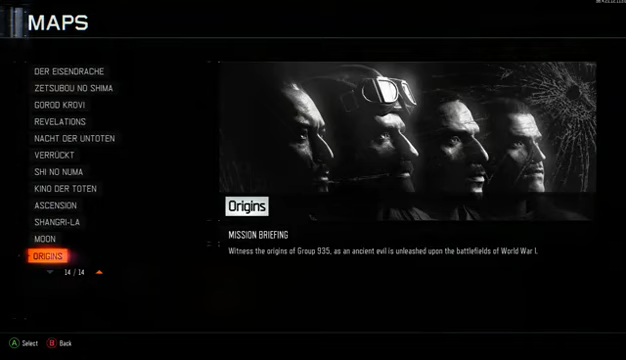 MAPS
DER EISENDRACHE
ZETSUBOU NO SHIMA
GOROD KROVI
REVELATIONS
NACHT DER UNTOTEN
VERRÜCKT
SHI NO NUMA
KINO DER TOTEN
ASCENSION
SHANGRI-LA
MOON
ORIGINS
14 / 14
Origins
MISSION BRIEFING
Witness the origins of Group 935, as an ancient evil is unleashed upon the battlefields of World War I.
A Select B Back